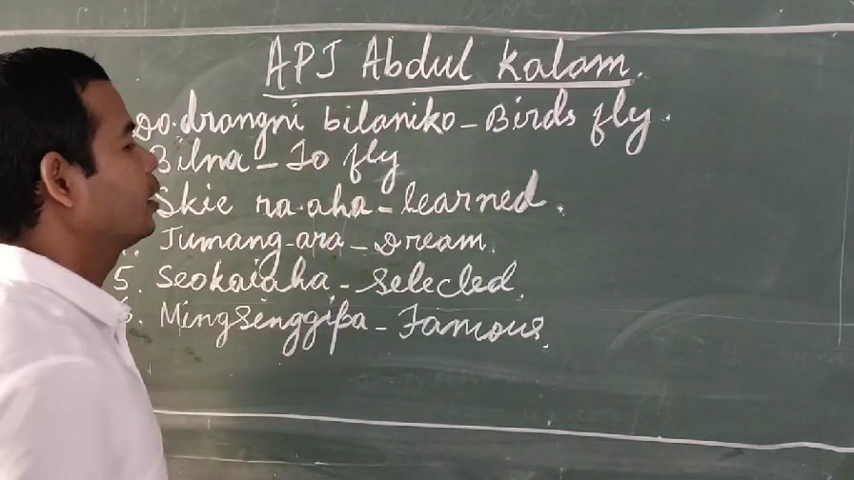 APJ Abdul Kalam.
Do·drangni bilaniko - Birds fly.
Bilna - To fly
Skie ra·aha - learned.
Jumang-ara - Dream.
5. Seokaiaha - Selected.
6. Mingsenggipa - Famous.